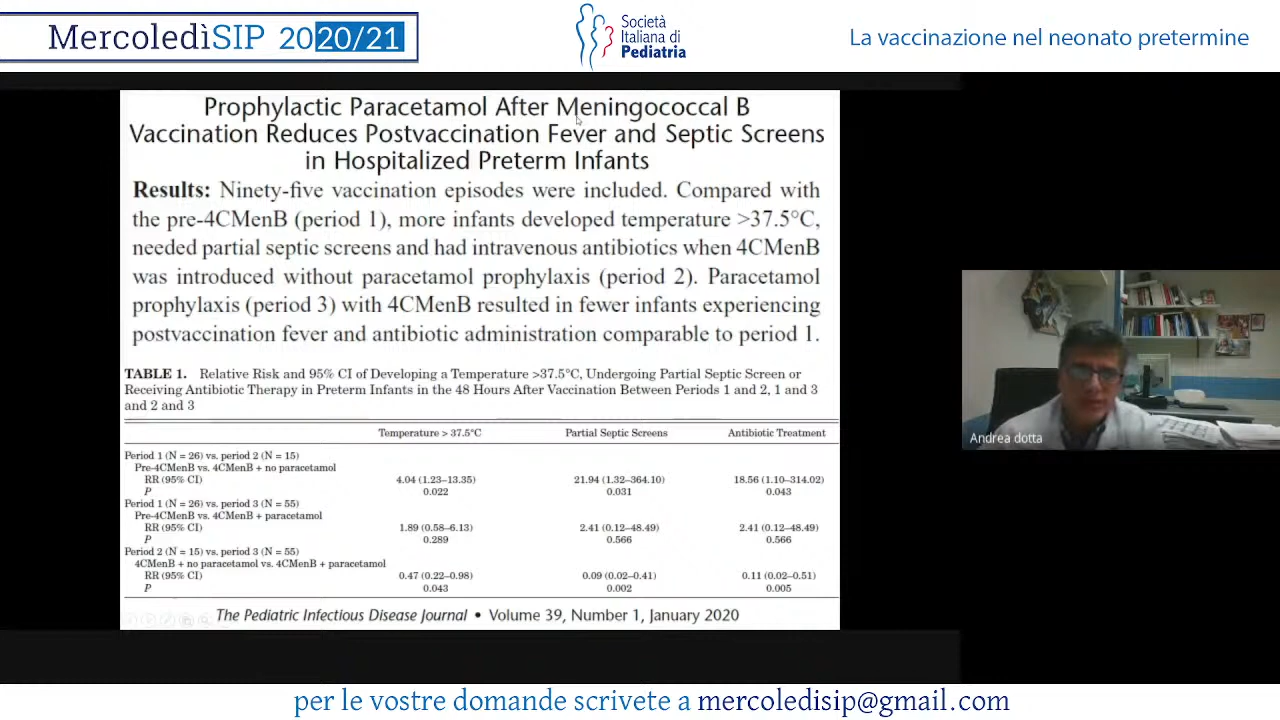 MercoledìSIP 2020/21
Società
Italiana di
Pediatria
La vaccinazione nel neonato pretermine
Prophylactic Paracetamol After Meningococcal B
Vaccination Reduces Postvaccination Fever and Septic Screens
in Hospitalized Preterm Infants
Results: Ninety-five vaccination episodes were included. Compared with
the pre-4CMenB (period 1), more infants developed temperature >37.5°C,
needed partial septic screens and had intravenous antibiotics when 4CMenB
was introduced without paracetamol prophylaxis (period 2). Paracetamol
prophylaxis (period 3) with 4CMenB resulted in fewer infants experiencing
postvaccination fever and antibiotic administration comparable to period 1.
TABLE 1. Relative Risk and 95% CI of Developing a Temperature >37.5°C, Undergoing Partial Septic Screen or
Receiving Antibiotic Therapy in Preterm Infants in the 48 Hours After Vaccination Between Periods 1 and 2, 1 and 3
and 2 and 3
Temperature > 37.5°C Partial Septic Screens Antibiotic Treatment
Period 1 (N = 26) vs. period 2 (N = 15)
Pre-4CMenB vs. 4CMenB + no paracetamol
RR (95% CI) 4.04 (1.23–13.35) 21.94 (1.32–364.10) 18.56 (1.10–314.02)
P 0.022 0.031 0.043
Period 1 (N = 26) vs. period 3 (N = 55)
Pre-4CMenB vs. 4CMenB + paracetamol
RR (95% CI) 1.89 (0.58–6.13) 2.41 (0.12–48.49) 2.41 (0.12–48.49)
P 0.289 0.566 0.566
Period 2 (N = 15) vs. period 3 (N = 55)
4CMenB + no paracetamol vs. 4CMenB + paracetamol
RR (95% CI) 0.47 (0.22–0.98) 0.09 (0.02–0.41) 0.11 (0.02–0.51)
P 0.043 0.002 0.005
The Pediatric Infectious Disease Journal • Volume 39, Number 1, January 2020
Andrea dotta
per le vostre domande scrivete a mercoledisip@gmail.com